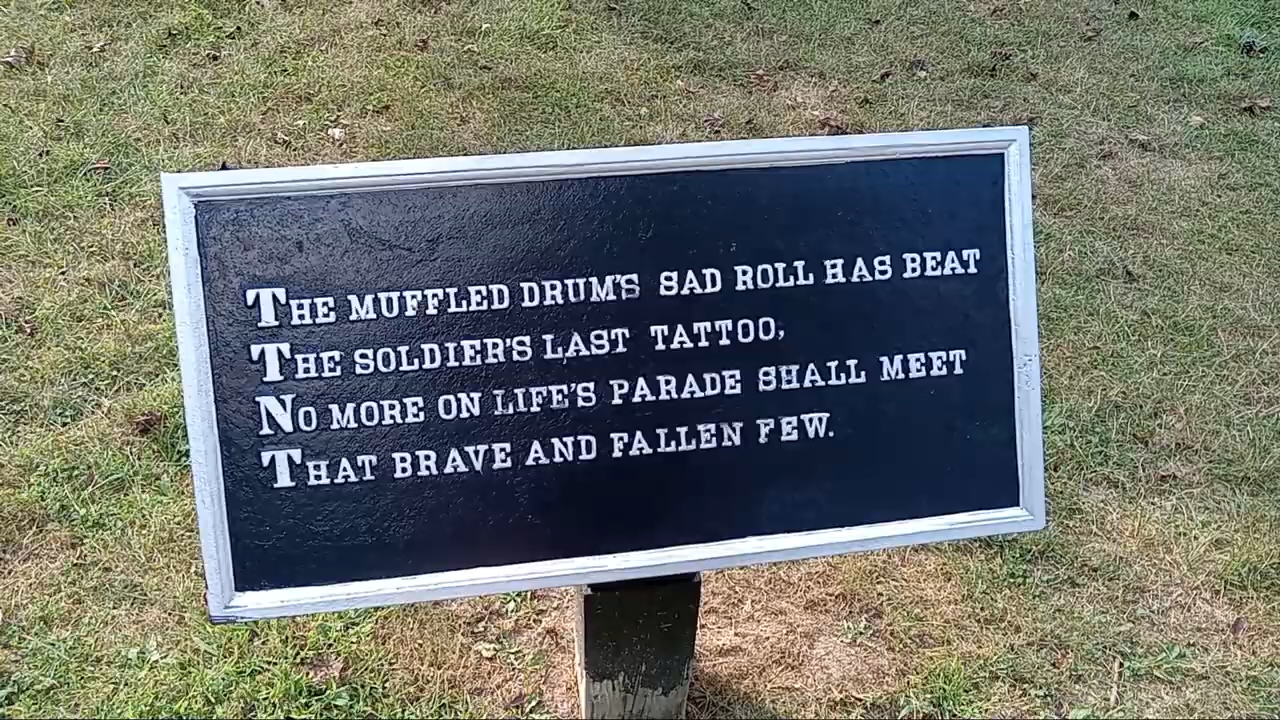 THE MUFFLED DRUM'S SAD ROLL HAS BEAT
THE SOLDIER'S LAST TATTOO,
NO MORE ON LIFE'S PARADE SHALL MEET
THAT BRAVE AND FALLEN FEW.